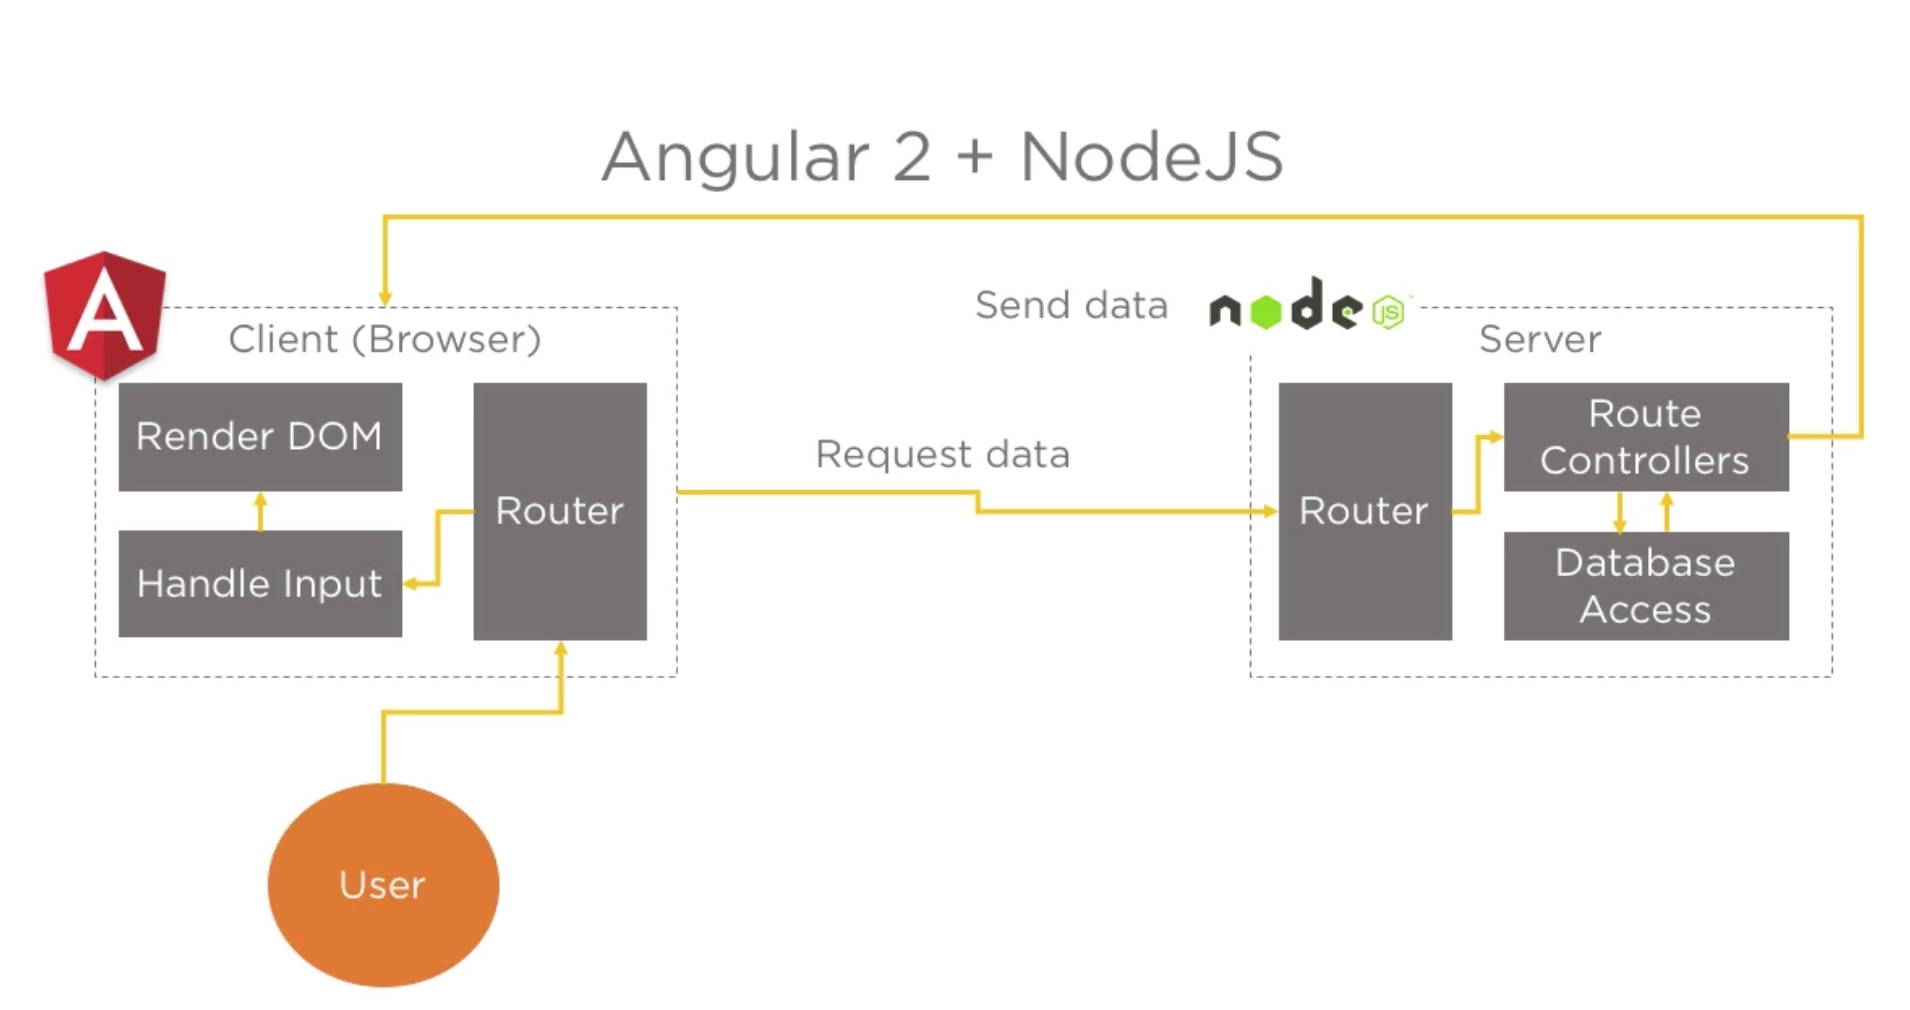 Angular 2 + NodeJS
A
Client (Browser)
Render DOM
Handle Input
Router
Request data
Send data
node JS
Server
Router
Route
Controllers
Database
Access
User